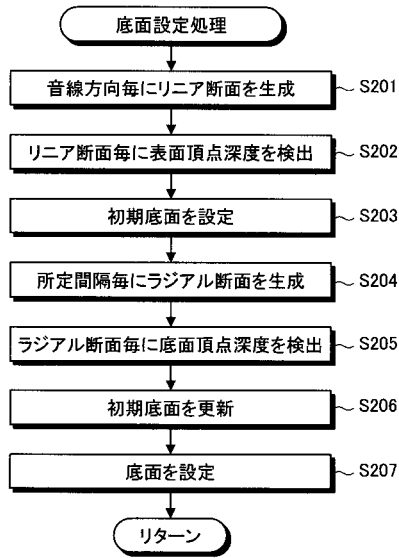 底面設定処理
音線方向毎にリニア断面を生成 S201
リニア断面毎に表面頂点深度を検出 S202
初期底面を設定 S203
所定間隔毎にラジアル断面を生成 S204
ラジアル断面毎に底面頂点深度を検出 S205
初期底面を更新 S206
底面を設定 S207
リターン